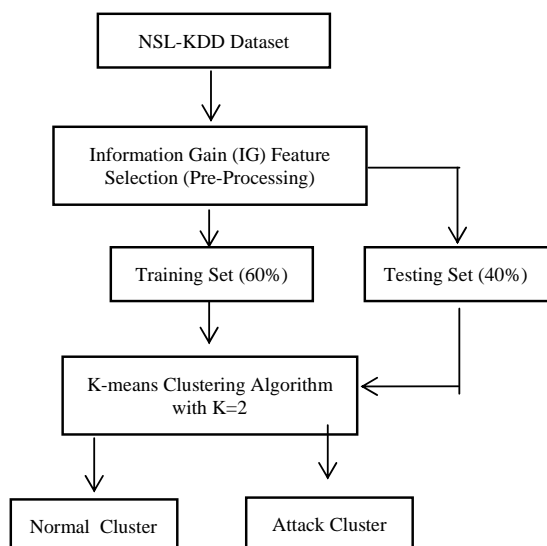 NSL-KDD Dataset
Information Gain (IG) Feature
Selection (Pre-Processing)
Training Set (60%)
Testing Set (40%)
K-means Clustering Algorithm
with K=2
Normal Cluster
Attack Cluster